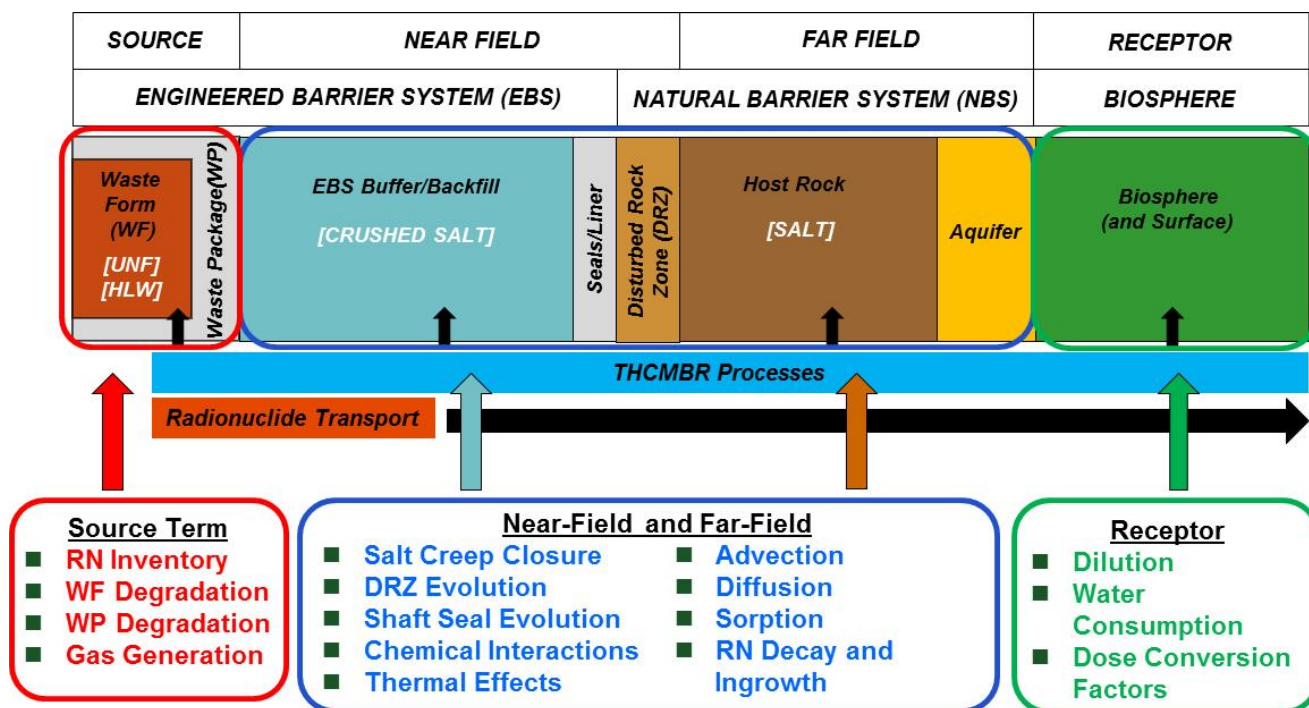 SOURCE
NEAR FIELD
FAR FIELD
RECEPTOR
ENGINEERED BARRIER SYSTEM (EBS)
NATURAL BARRIER SYSTEM (NBS)
BIOSPHERE
Waste
Form
(WF)
[UNF]
[HLW]
Waste Package(WP)
EBS Buffer/Backfill
[CRUSHED SALT]
Seals/Liner
Disturbed Rock
Zone (DRZ)
Host Rock
[SALT]
Aquifer
Biosphere
(and Surface)
THCMBR Processes
Radionuclide Transport
Source Term
RN Inventory
WF Degradation
WP Degradation
Gas Generation
Near-Field and Far-Field
Salt Creep Closure
DRZ Evolution
Shaft Seal Evolution
Chemical Interactions
Thermal Effects
Advection
Diffusion
Sorption
RN Decay and
Ingrowth
Receptor
Dilution
Water
Consumption
Dose Conversion
Factors